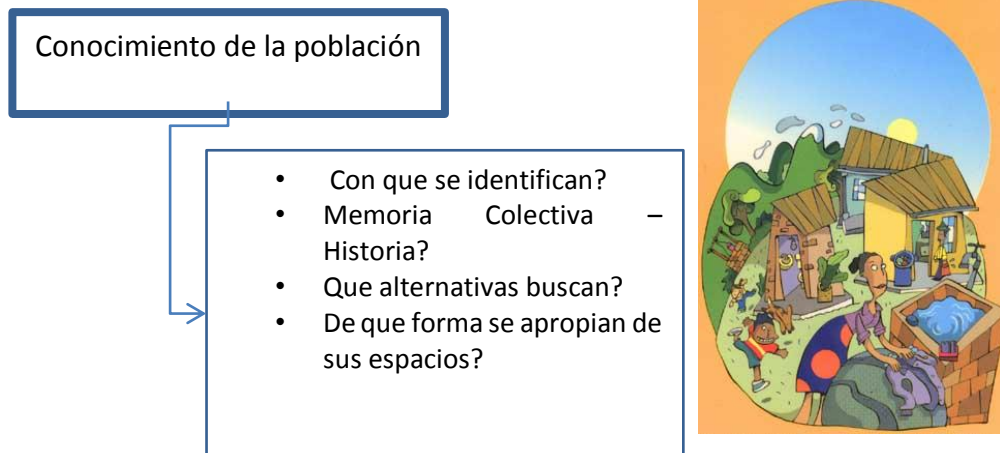 Conocimiento de la población
• Con que se identifican?
• Memoria Colectiva –
Historia?
• Que alternativas buscan?
• De que forma se apropian de
sus espacios?